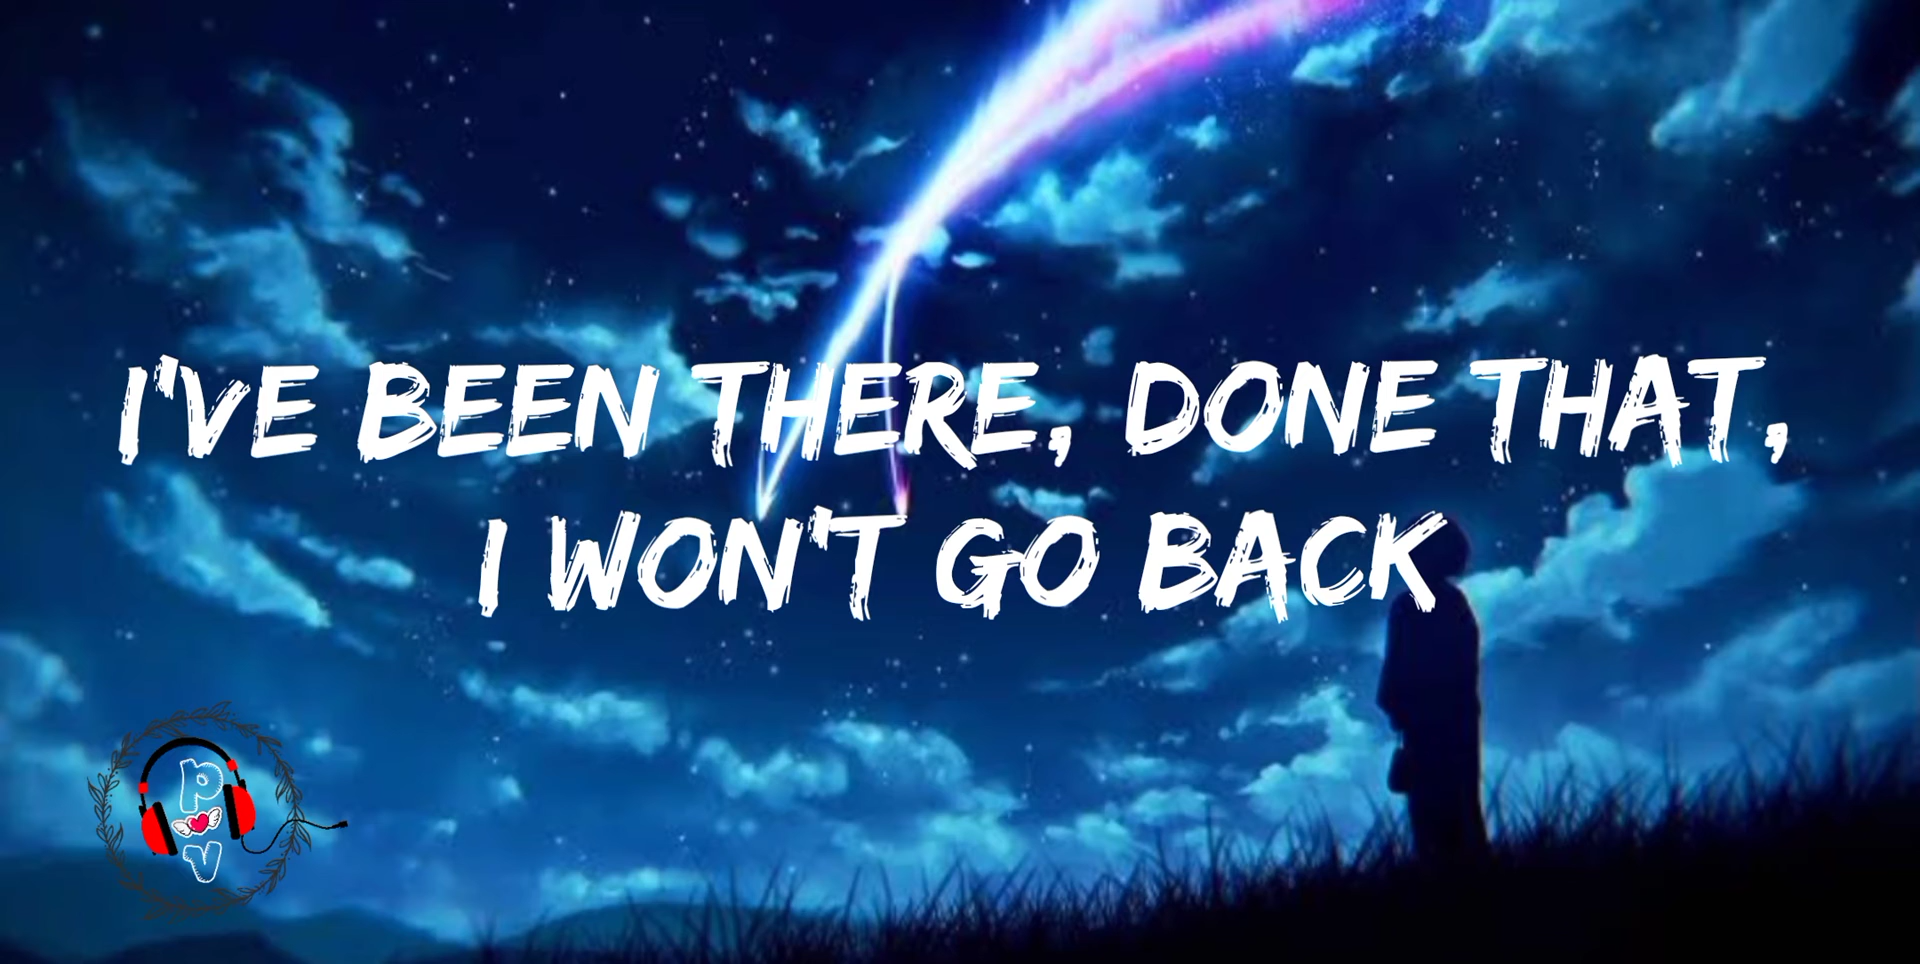 I'VE BEEN THERE, DONE THAT,
I WON'T GO BACK
P
V